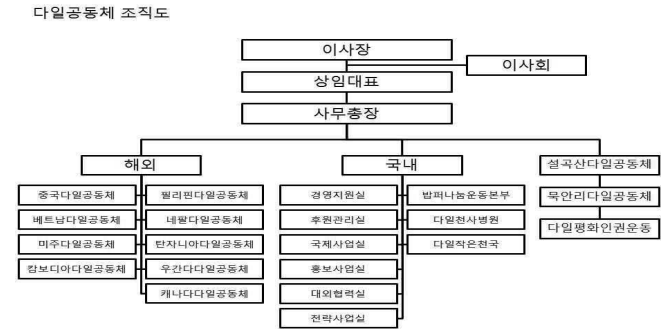 다일공동체 조직도
이사장
이사회
상임대표
사무총장
해외
국내
설곡산다일공동체
묵안리다일공동체
다일평화인권운동
중국다일공동체
필리핀다일공동체
베트남다일공동체
네팔다일공동체
미주다일공동체
탄자니아다일공동체
캄보디아다일공동체
우간다다일공동체
캐나다다일공동체
경영지원실
밥퍼나눔운동본부
후원관리실
다일천사병원
국제사업실
다일작은천국
홍보사업실
대외협력실
전략사업실